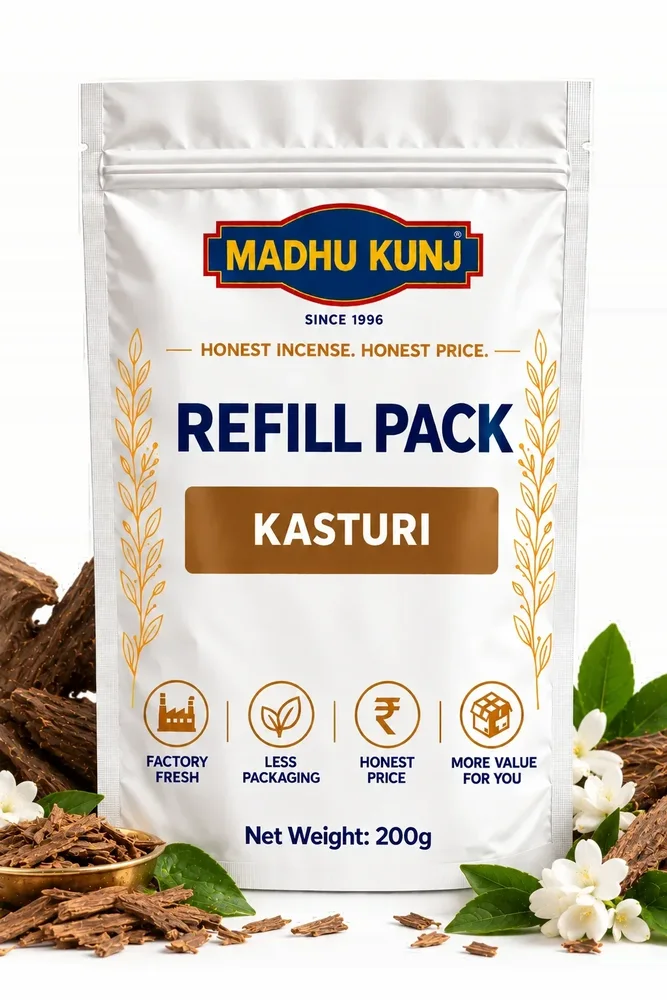 MADHU KUNJ®
SINCE 1996
HONEST INCENSE. HONEST PRICE.
REFILL PACK
KASTURI
FACTORY
FRESH
LESS
PACKAGING
HONEST
PRICE
MORE VALUE
FOR YOU
Net Weight: 200g